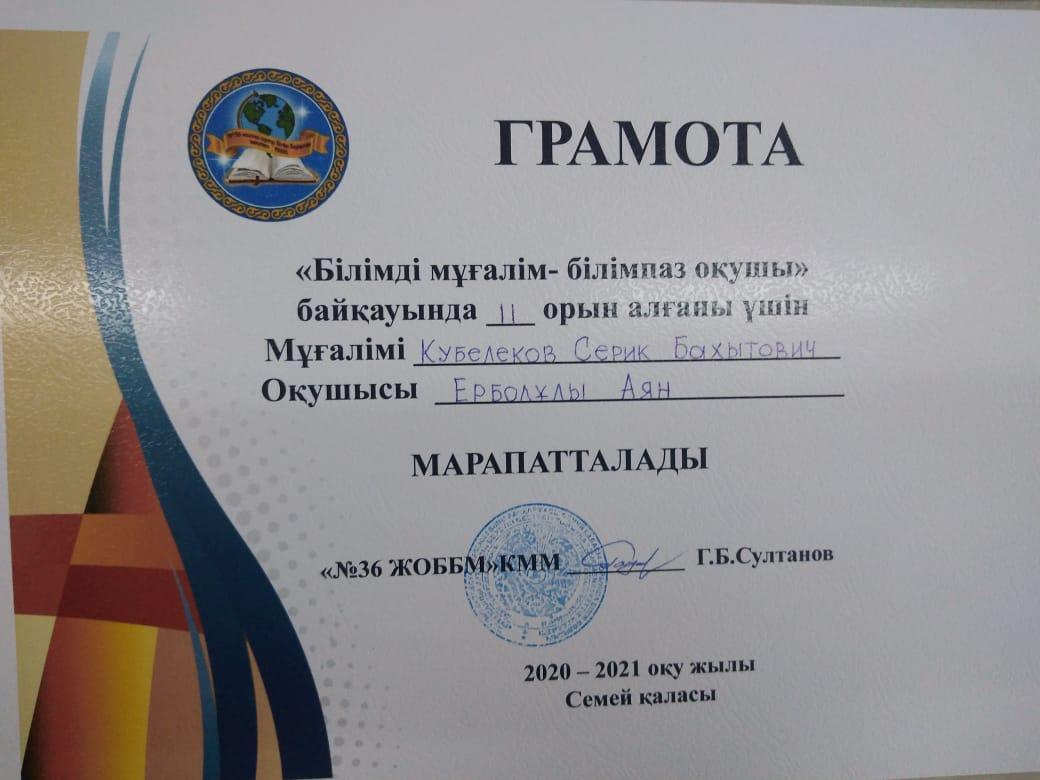 ГРАМОТА
«Білімді мұғалім- білімпаз оқушы»
байқауында 11 орын алғаны үшін
Мұғалімі Кубелеков Серик Бахытович
Оқушысы Ерболұлы Аян
МАРАПАТТАЛАДЫ
«№36 ЖОББМ»КММ Г.Б.Султанов
2020 – 2021 оқу жылы
Семей қаласы